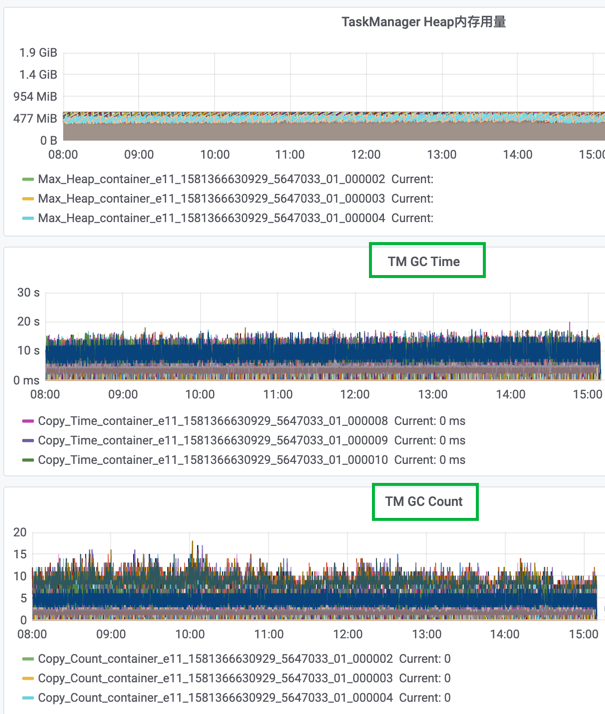 TaskManager Heap内存用量
1.9 GiB
1.4 GiB
954 MiB
477 MiB
0 B
08:00 09:00 10:00 11:00 12:00 13:00 14:00
Max_Heap_container_e11_1581366630929_5647033_01_000002 Current:
Max_Heap_container_e11_1581366630929_5647033_01_000003 Current:
Max_Heap_container_e11_1581366630929_5647033_01_000004 Current:
TM GC Time
30 s
20 s
10 s
0 ms
08:00 09:00 10:00 11:00 12:00 13:00 14:00 15:00
Copy_Time_container_e11_1581366630929_5647033_01_000008 Current: 0 ms
Copy_Time_container_e11_1581366630929_5647033_01_000009 Current: 0 ms
Copy_Time_container_e11_1581366630929_5647033_01_000010 Current: 0 ms
TM GC Count
20
15
10
5
0
08:00 09:00 10:00 11:00 12:00 13:00 14:00 15:00
Copy_Count_container_e11_1581366630929_5647033_01_000002 Current: 0
Copy_Count_container_e11_1581366630929_5647033_01_000003 Current: 0
Copy_Count_container_e11_1581366630929_5647033_01_000004 Current: 0